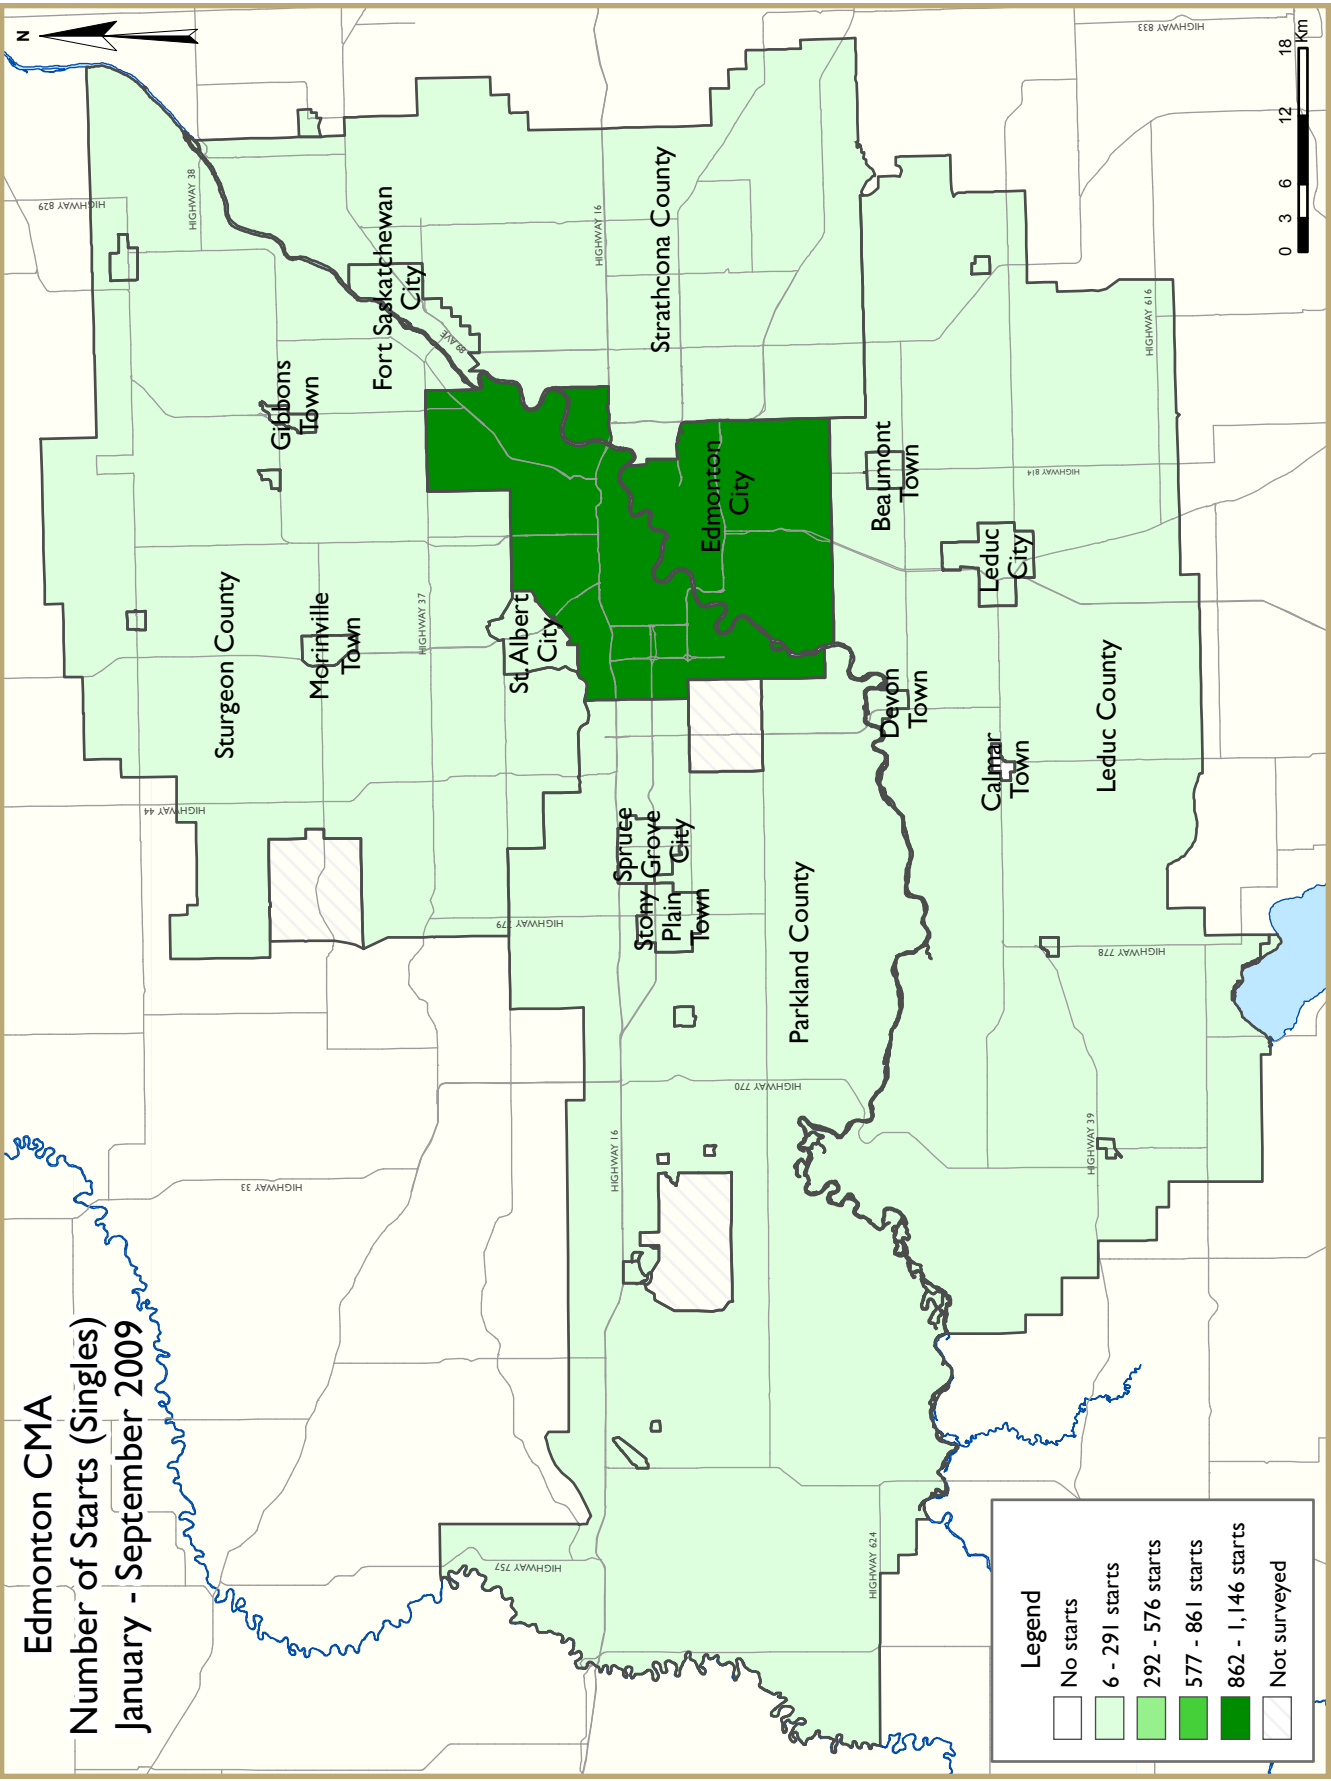 Edmonton CMA
Number of Starts (Singles)
January - September 2009
N
HIGHWAY 757
HIGHWAY 33
HIGHWAY 44
HIGHWAY 829
HIGHWAY 38
HIGHWAY 37
HIGHWAY 779
HIGHWAY 16
HIGHWAY 16
HIGHWAY 770
HIGHWAY 624
HIGHWAY 39
HIGHWAY 778
HIGHWAY 814
HIGHWAY 616
HIGHWAY 833
89 AVE
Sturgeon County
Morinville
Town
Gibbons
Town
Fort Saskatchewan
City
St. Albert
City
Strathcona County
Edmonton
City
Spruce
Grove
City
Stony
Plain
Town
Parkland County
Beaumont
Town
Devon
Town
Leduc
City
Calmar
Town
Leduc County
Legend
No starts
6 - 291 starts
292 - 576 starts
577 - 861 starts
862 - 1,146 starts
Not surveyed
0 3 6 12 18
Km